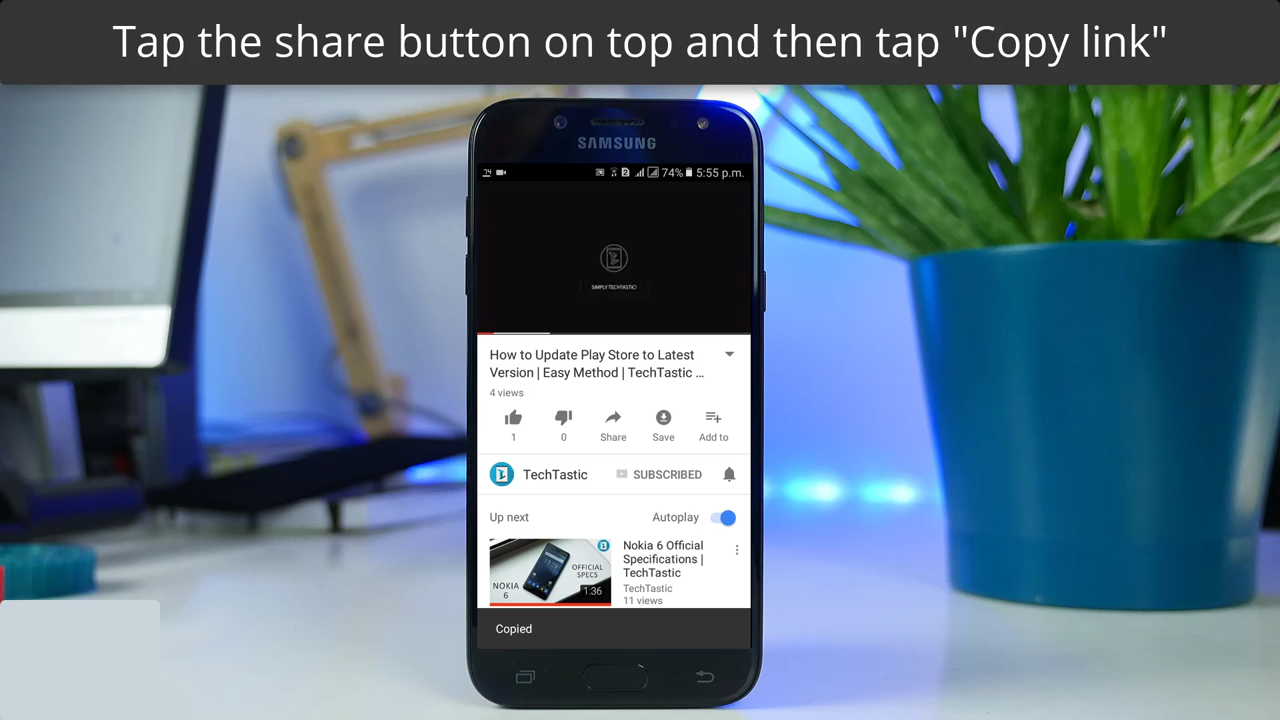 Tap the share button on top and then tap "Copy link"
SAMSUNG
74% 5:55 p.m.
SIMPLY TECHTASTIC!
How to Update Play Store to Latest
Version | Easy Method | TechTastic ...
4 views
1
0
Share
Save
Add to
TechTastic
SUBSCRIBED
Up next
Autoplay
NOKIA
6
OFFICIAL
SPECS
1:36
Nokia 6 Official
Specifications |
TechTastic
TechTastic
11 views
Copied